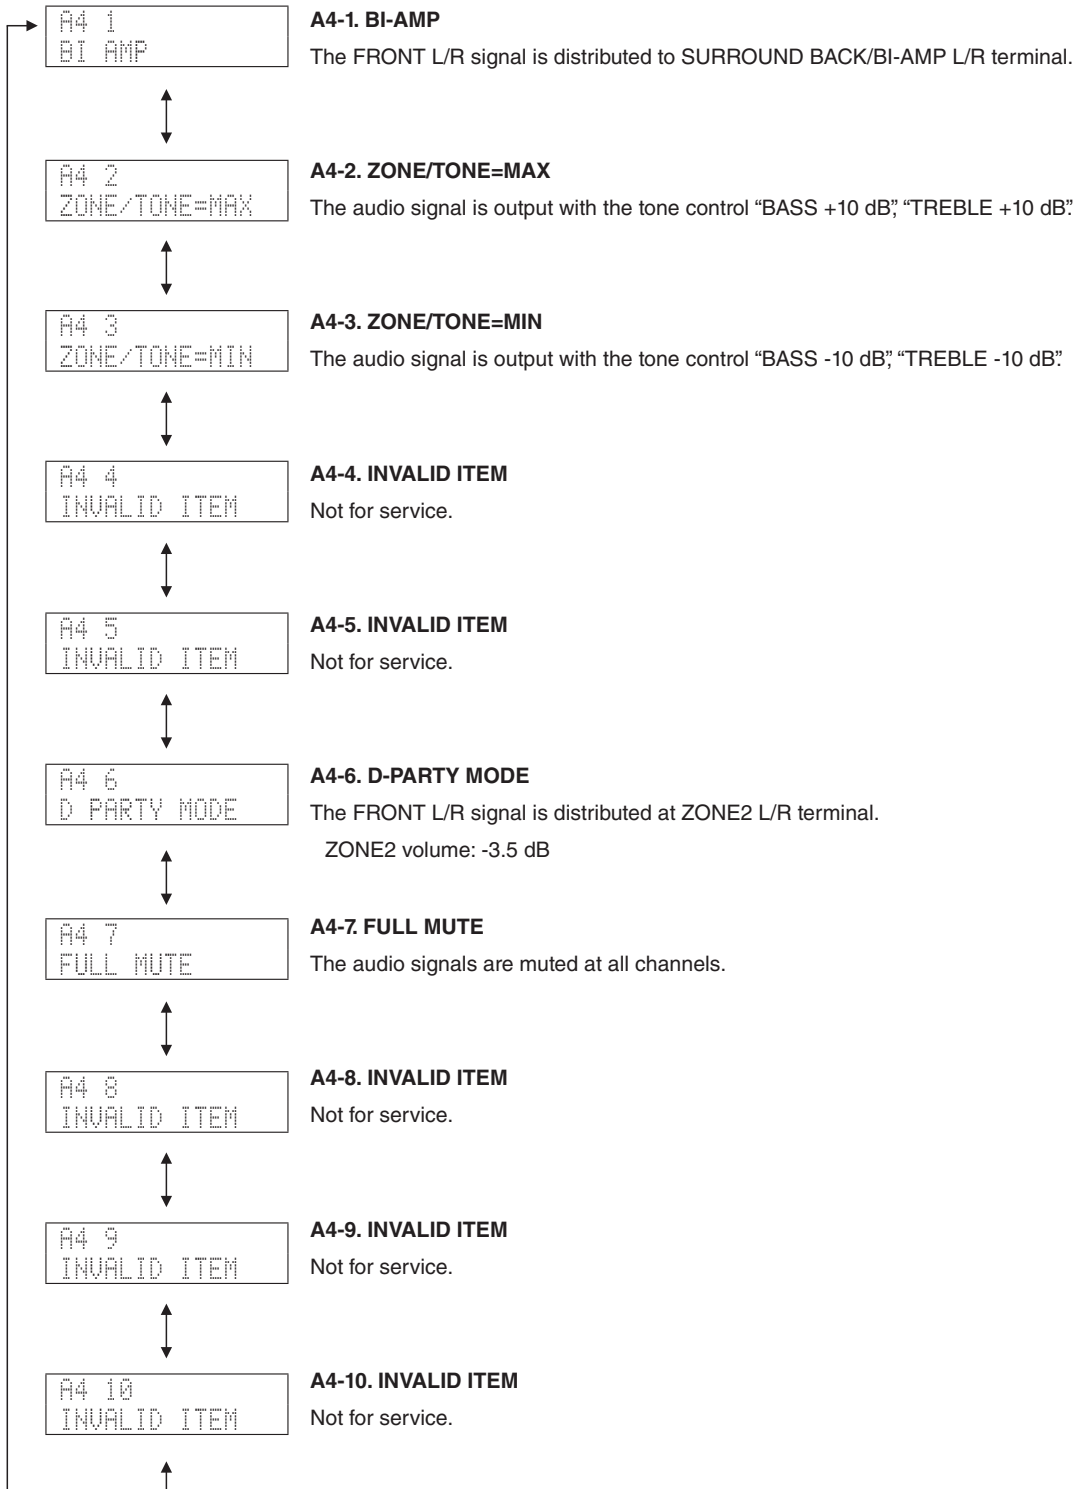 A4 1
BI AMP
A4-1. BI-AMP
The FRONT L/R signal is distributed to SURROUND BACK/BI-AMP L/R terminal.
A4 2
ZONE/TONE=MAX
A4-2. ZONE/TONE=MAX
The audio signal is output with the tone control “BASS +10 dB”, “TREBLE +10 dB”.
A4 3
ZONE/TONE=MIN
A4-3. ZONE/TONE=MIN
The audio signal is output with the tone control “BASS -10 dB”, “TREBLE -10 dB”.
A4 4
INVALID ITEM
A4-4. INVALID ITEM
Not for service.
A4 5
INVALID ITEM
A4-5. INVALID ITEM
Not for service.
A4 6
D PARTY MODE
A4-6. D-PARTY MODE
The FRONT L/R signal is distributed at ZONE2 L/R terminal.
ZONE2 volume: -3.5 dB
A4 7
FULL MUTE
A4-7. FULL MUTE
The audio signals are muted at all channels.
A4 8
INVALID ITEM
A4-8. INVALID ITEM
Not for service.
A4 9
INVALID ITEM
A4-9. INVALID ITEM
Not for service.
A4 10
INVALID ITEM
A4-10. INVALID ITEM
Not for service.